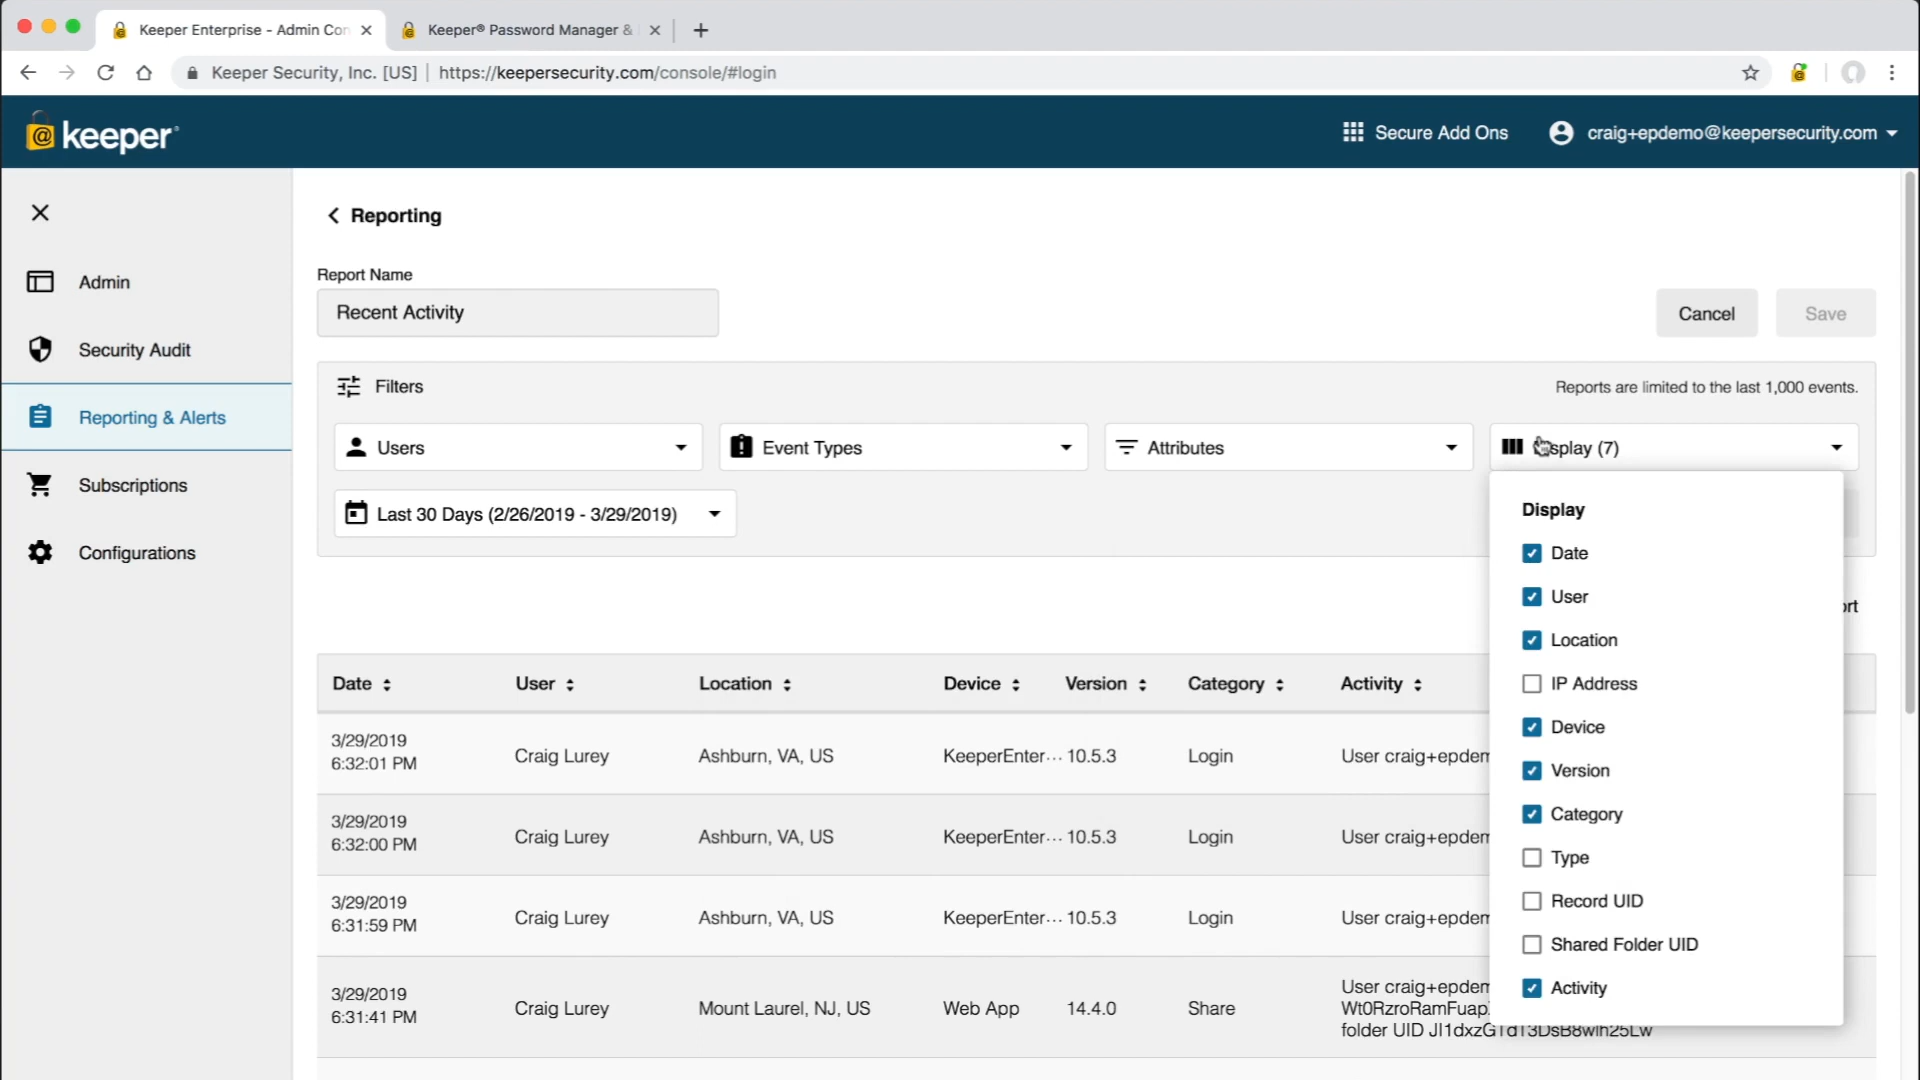 Keeper Enterprise - Admin Con
Keeper® Password Manager &
Keeper Security, Inc. [US] | https://keepersecurity.com/console/#login
keeper
Secure Add Ons
craig+epdemo@keepersecurity.com
Admin
Security Audit
Reporting & Alerts
Subscriptions
Configurations
Reporting
Report Name
Recent Activity
Cancel
Save
Filters
Reports are limited to the last 1,000 events.
Users
Event Types
Attributes
Display (7)
Last 30 Days (2/26/2019 - 3/29/2019)
Display
Date
User
Location
IP Address
Device
Version
Category
Type
Record UID
Shared Folder UID
Activity
Date User Location Device Version Category Activity
3/29/2019
6:32:01 PM
Craig Lurey Ashburn, VA, US KeeperEnter··· 10.5.3 Login User craig+epdem
3/29/2019
6:32:00 PM
Craig Lurey Ashburn, VA, US KeeperEnter··· 10.5.3 Login User craig+epdem
3/29/2019
6:31:59 PM
Craig Lurey Ashburn, VA, US KeeperEnter··· 10.5.3 Login User craig+epdem
3/29/2019
6:31:41 PM
Craig Lurey Mount Laurel, NJ, US Web App 14.4.0 Share
User craig+epdem
Wt0RzroRamFuap
folder UID